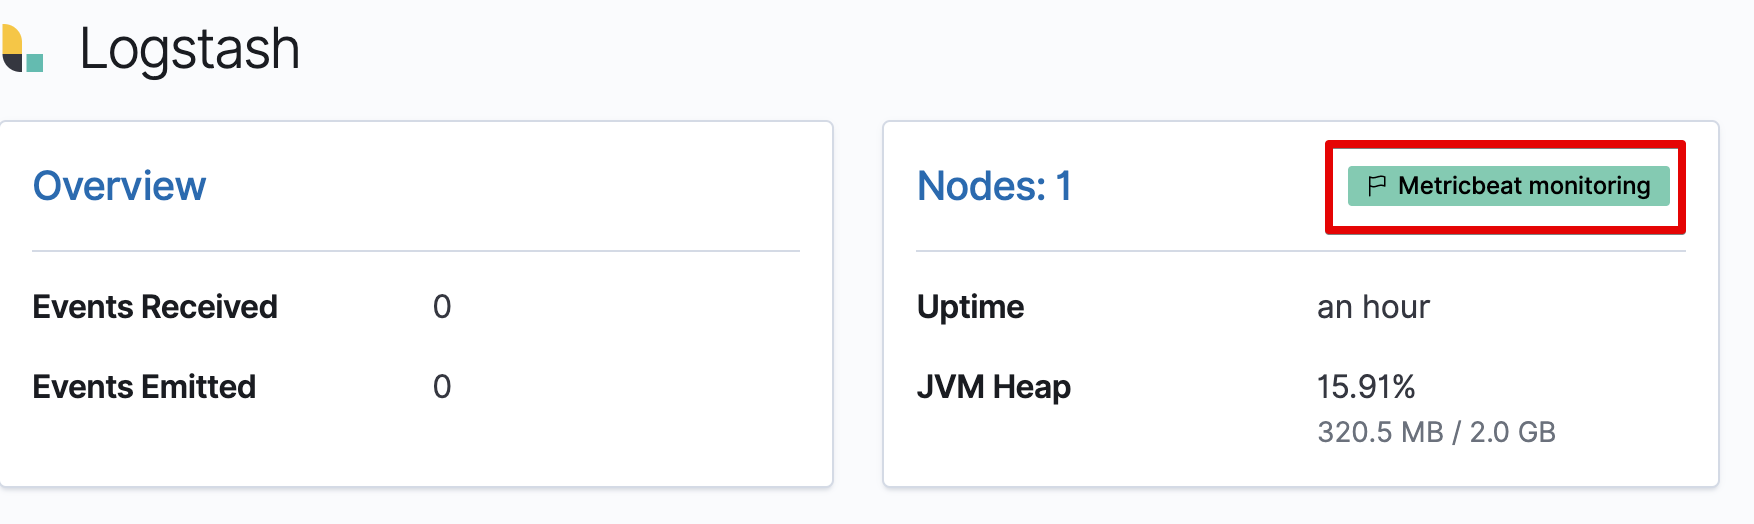 Logstash
Overview
Events Received 0
Events Emitted 0
Nodes: 1 Metricbeat monitoring
Uptime an hour
JVM Heap 15.91%
320.5 MB / 2.0 GB